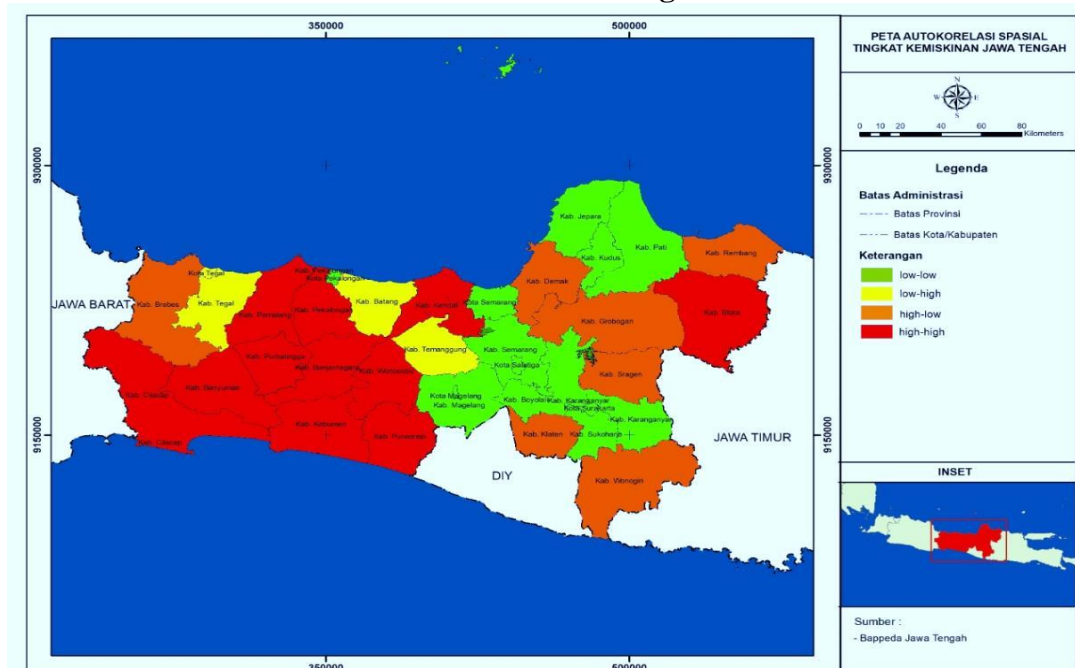 350000
500000
9300000
9300000
JAWA BARAT
Kab. Jepara
Kab. Pati
Kab. Kudus
Kab. Rembang
Kab. Demak
Kota Tegal
Kab. Tegal
Kab. Brebes
Kab. Pemalang
Kab. Pekalongan
Kota Pekalongan
Kab. Batang
Kab. Kendal
Kota Semarang
Kab. Grobogan
Kab. Blora
Kab. Temanggung
Kab. Semarang
Kota Salatiga
Kab. Sragen
Kab. Purbalingga
Kab. Banjarnegara
Kab. Wonosobo
Kab. Cilacap
Kab. Banyumas
Kota Magelang
Kab. Magelang
Kab. Boyolali
Kab. Karanganyar
Kota Surakarta
Kab. Karanganyar
Kab. Cilacap
Kab. Kebumen
Kab. Purworejo
Kab. Klaten
Kab. Sukoharjo
JAWA TIMUR
9150000
9150000
DIY
Kab. Wonogiri
350000
500000
PETA AUTOKORELASI SPASIAL
TINGKAT KEMISKINAN JAWA TENGAH
N
W E
S
0 10 20 40 60 80
Kilometers
Legenda
Batas Administrasi
Batas Provinsi
Batas Kota/Kabupaten
Keterangan
low-low
low-high
high-low
high-high
INSET
Sumber :
- Bappeda Jawa Tengah